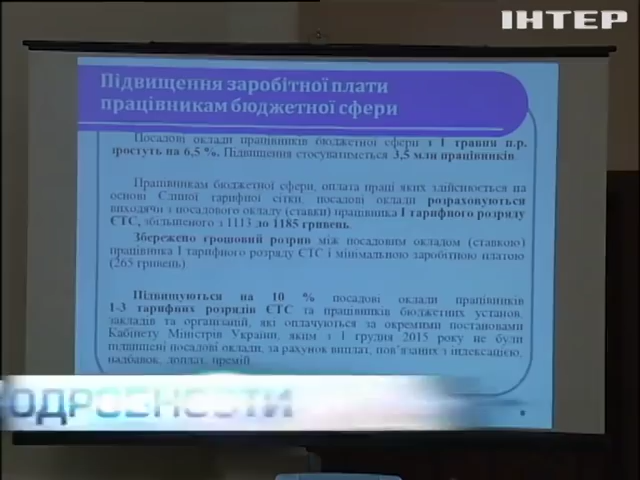 ІНТЕР
Підвищення заробітної плати
працівникам бюджетної сфери
Посадові оклади працівників бюджетної сфери з 1 травня п.р.
зростуть на 6,5 %. Підвищення стосуватиметься 3,5 млн працівників.
Працівникам бюджетної сфери, оплата праці яких здійснюється на
основі Єдиної тарифної сітки, посадові оклади розраховуються
виходячи з посадового окладу (ставки) працівника І тарифного розряду
ЄТС, збільшеного з 1113 до 1185 гривень.
Збережено грошовий розрив між посадовим окладом (ставкою)
працівника І тарифного розряду ЄТС і мінімальною заробітною платою
(265 гривень)
Підвищуються на 10 % посадові оклади працівників
1-3 тарифних розрядів ЄТС та працівників бюджетних установ,
закладів та організацій, які оплачуються за окремими постановами
Кабінету Міністрів України, яким з 1 грудня 2015 року не були
підвищені посадові оклади, за рахунок виплат, пов'язаних з індексацією,
надбавок, доплат, премій
ОДРОБНОСТИ